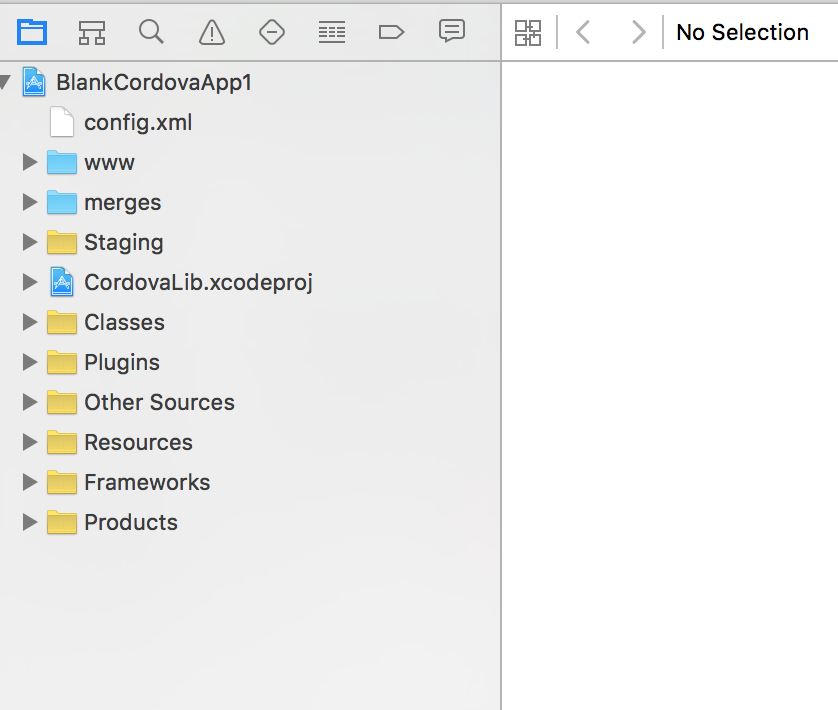 No Selection
BlankCordovaApp1
config.xml
www
merges
Staging
CordovaLib.xcodeproj
Classes
Plugins
Other Sources
Resources
Frameworks
Products